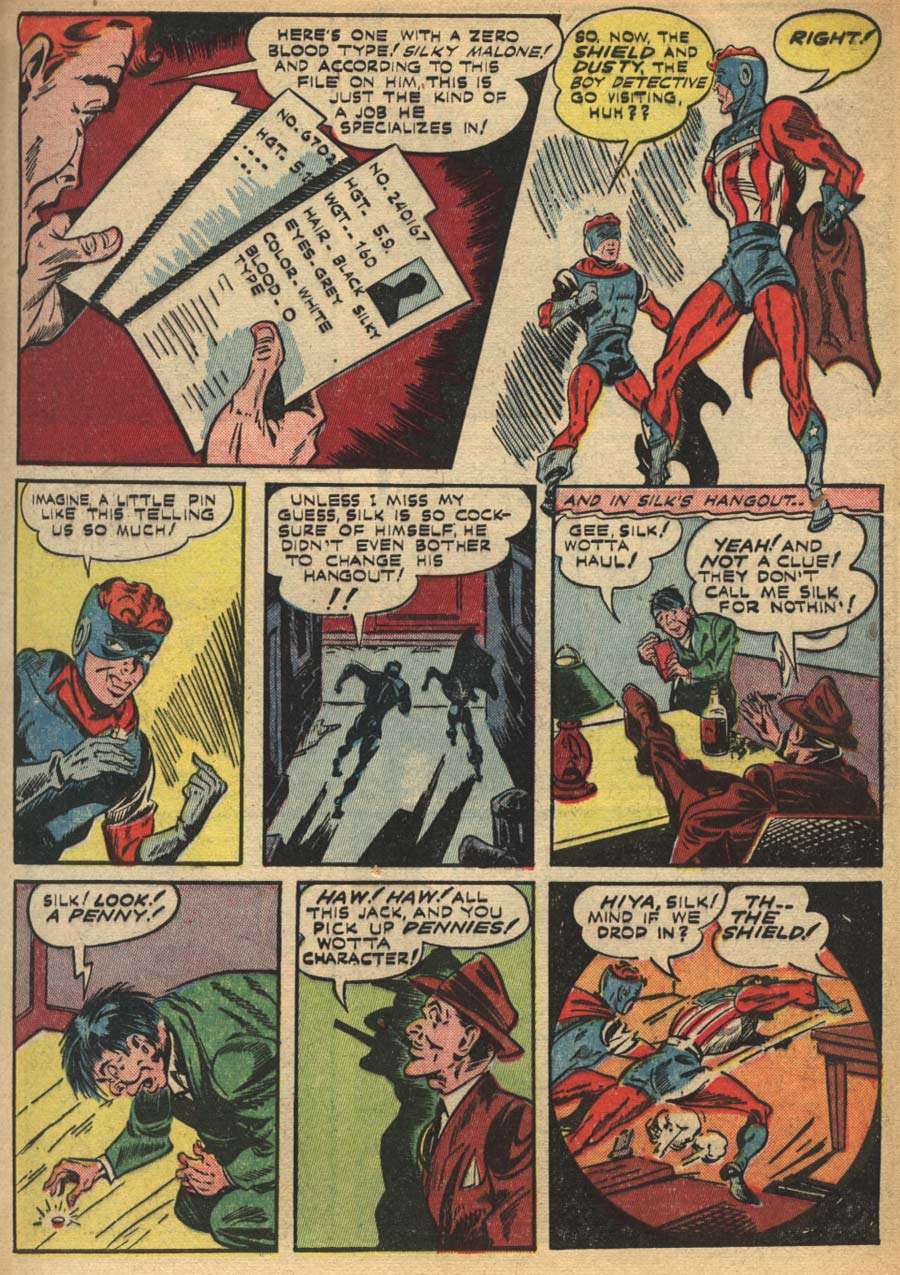 HERE'S ONE WITH A ZERO
BLOOD TYPE! SILKY MALONE!
AND ACCORDING TO THIS
FILE ON HIM, THIS IS
JUST THE KIND OF
A JOB HE
SPECIALIZES IN!
NO. 6702
HGT. 5.
NO. 240167
HGT. - 5.9.
WGT. - 160
HAIR - BLACK SILKY
EYES - GREY
COLOR - WHITE
BLOOD - O
TYPE
SO, NOW, THE
SHIELD AND
DUSTY, THE
BOY DETECTIVE
GO VISITING,
HUH??
RIGHT!
IMAGINE A LITTLE PIN
LIKE THIS TELLING
US SO MUCH!
UNLESS I MISS MY
GUESS, SILK IS SO COCK-
SURE OF HIMSELF, HE
DIDN'T EVEN BOTHER
TO CHANGE HIS
HANGOUT!
!!
AND IN SILK'S HANGOUT..
GEE, SILK!
WOTTA
HAUL!
YEAH! AND
NOT A CLUE!
THEY DON'T
CALL ME SILK
FOR NOTHIN'!
SILK! LOOK!
A PENNY!
HAW! HAW! ALL
THIS JACK, AND YOU
PICK UP PENNIES!
WOTTA
CHARACTER!
HIYA, SILK!
MIND IF WE
DROP IN?
TH--
THE
SHIELD!